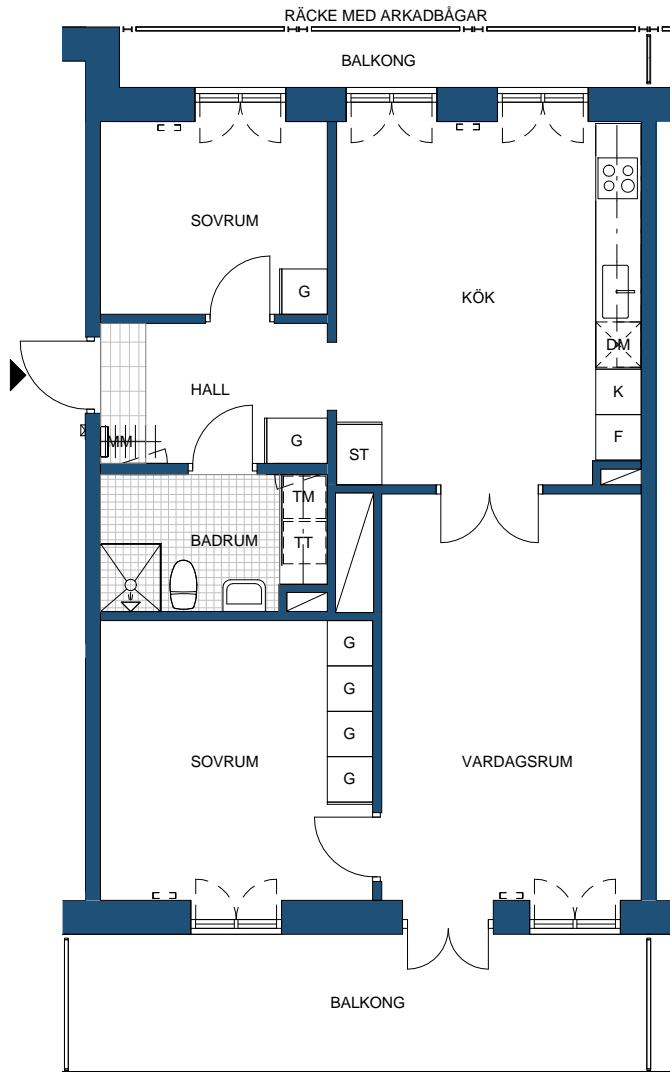 RÄCKE MED ARKADBÅGAR
BALKONG
SOVRUM
G
KÖK
DM
K
F
HALL
MM
G
ST
TM
TT
BADRUM
G
G
G
G
SOVRUM
VARDAGSRUM
BALKONG